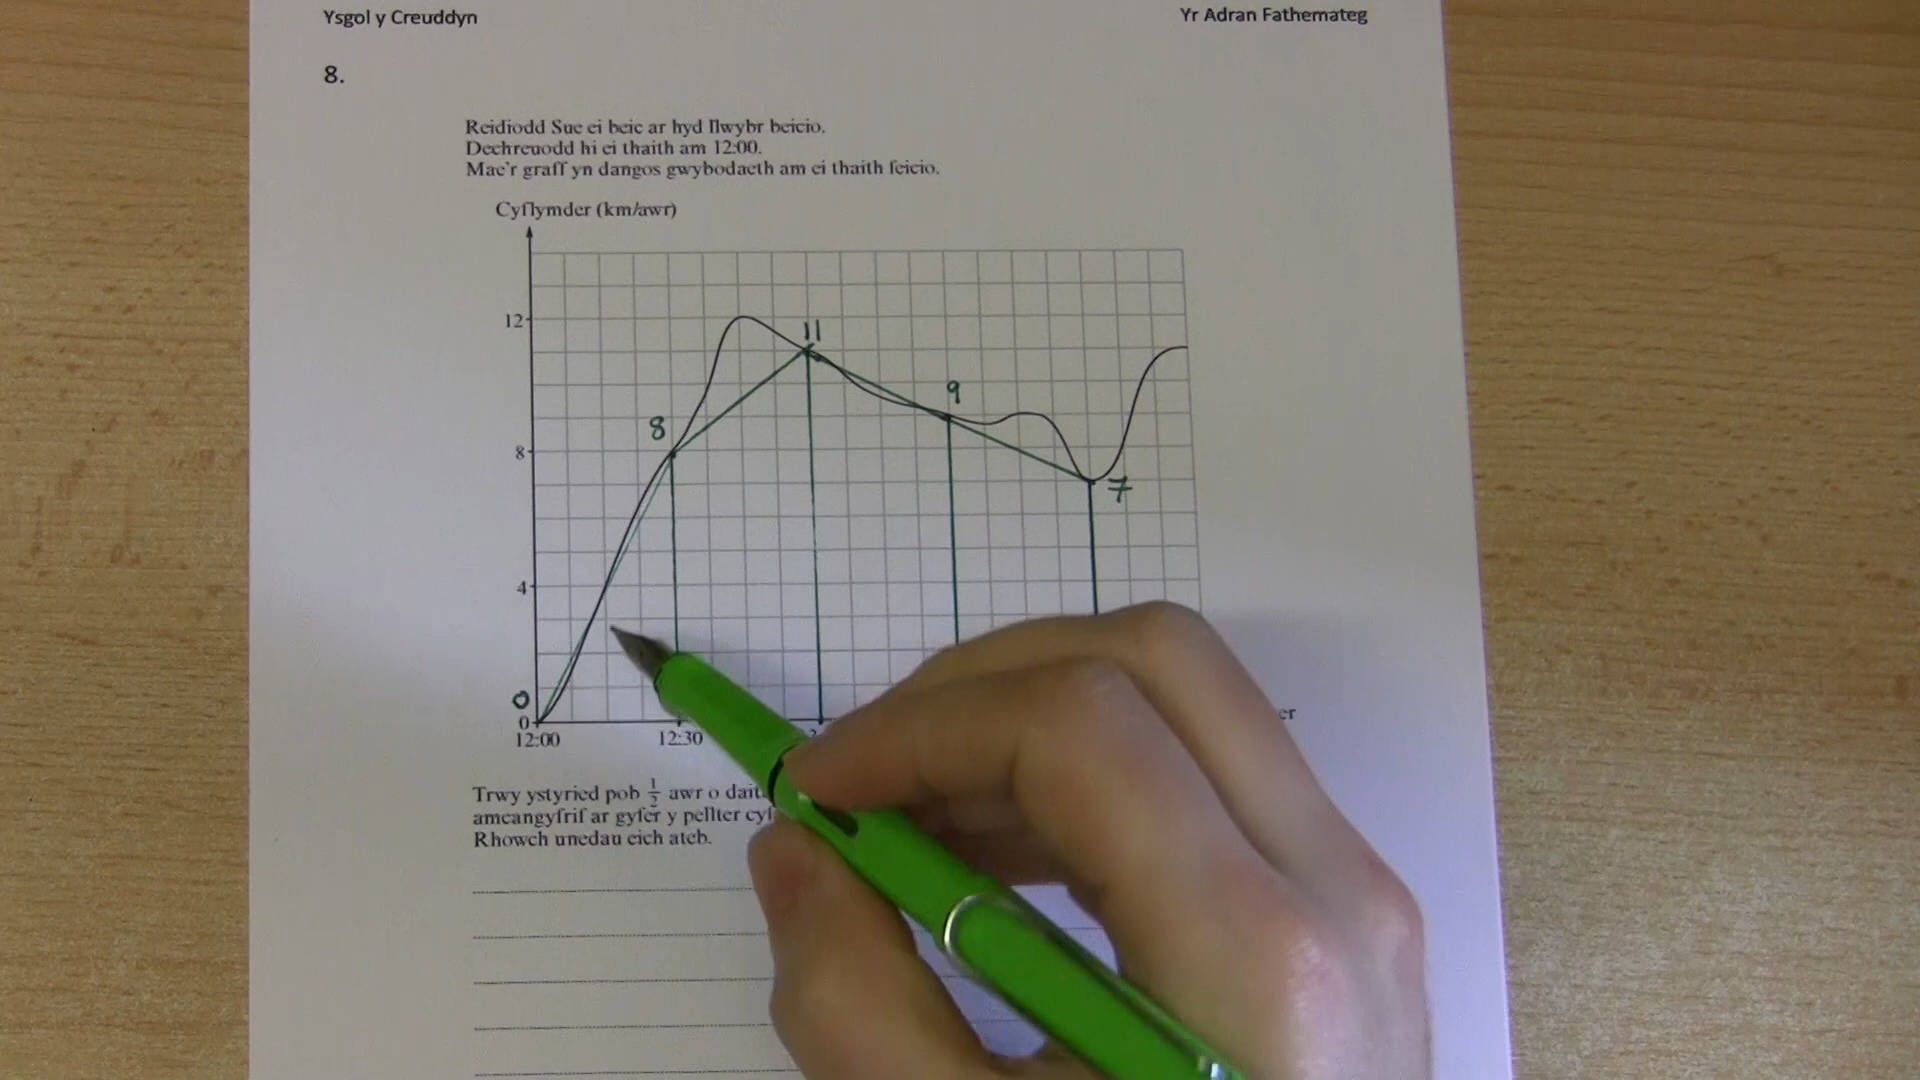 Ysgol y Creuddyn
Yr Adran Fathemateg
8.
Reidiodd Sue ei beic ar hyd llwybr beicio.
Dechreuodd hi ei thaith am 12:00.
Mae'r graff yn dangos gwybodaeth am ei thaith feicio.
Cyflymder (km/awr)
12
11
9
8
8
7
4
0
0
12:00
12:30
Trwy ystyried pob 1/2 awr o
amcangyfrif ar gyfer y pellter
Rhowch unedau eich ateb.